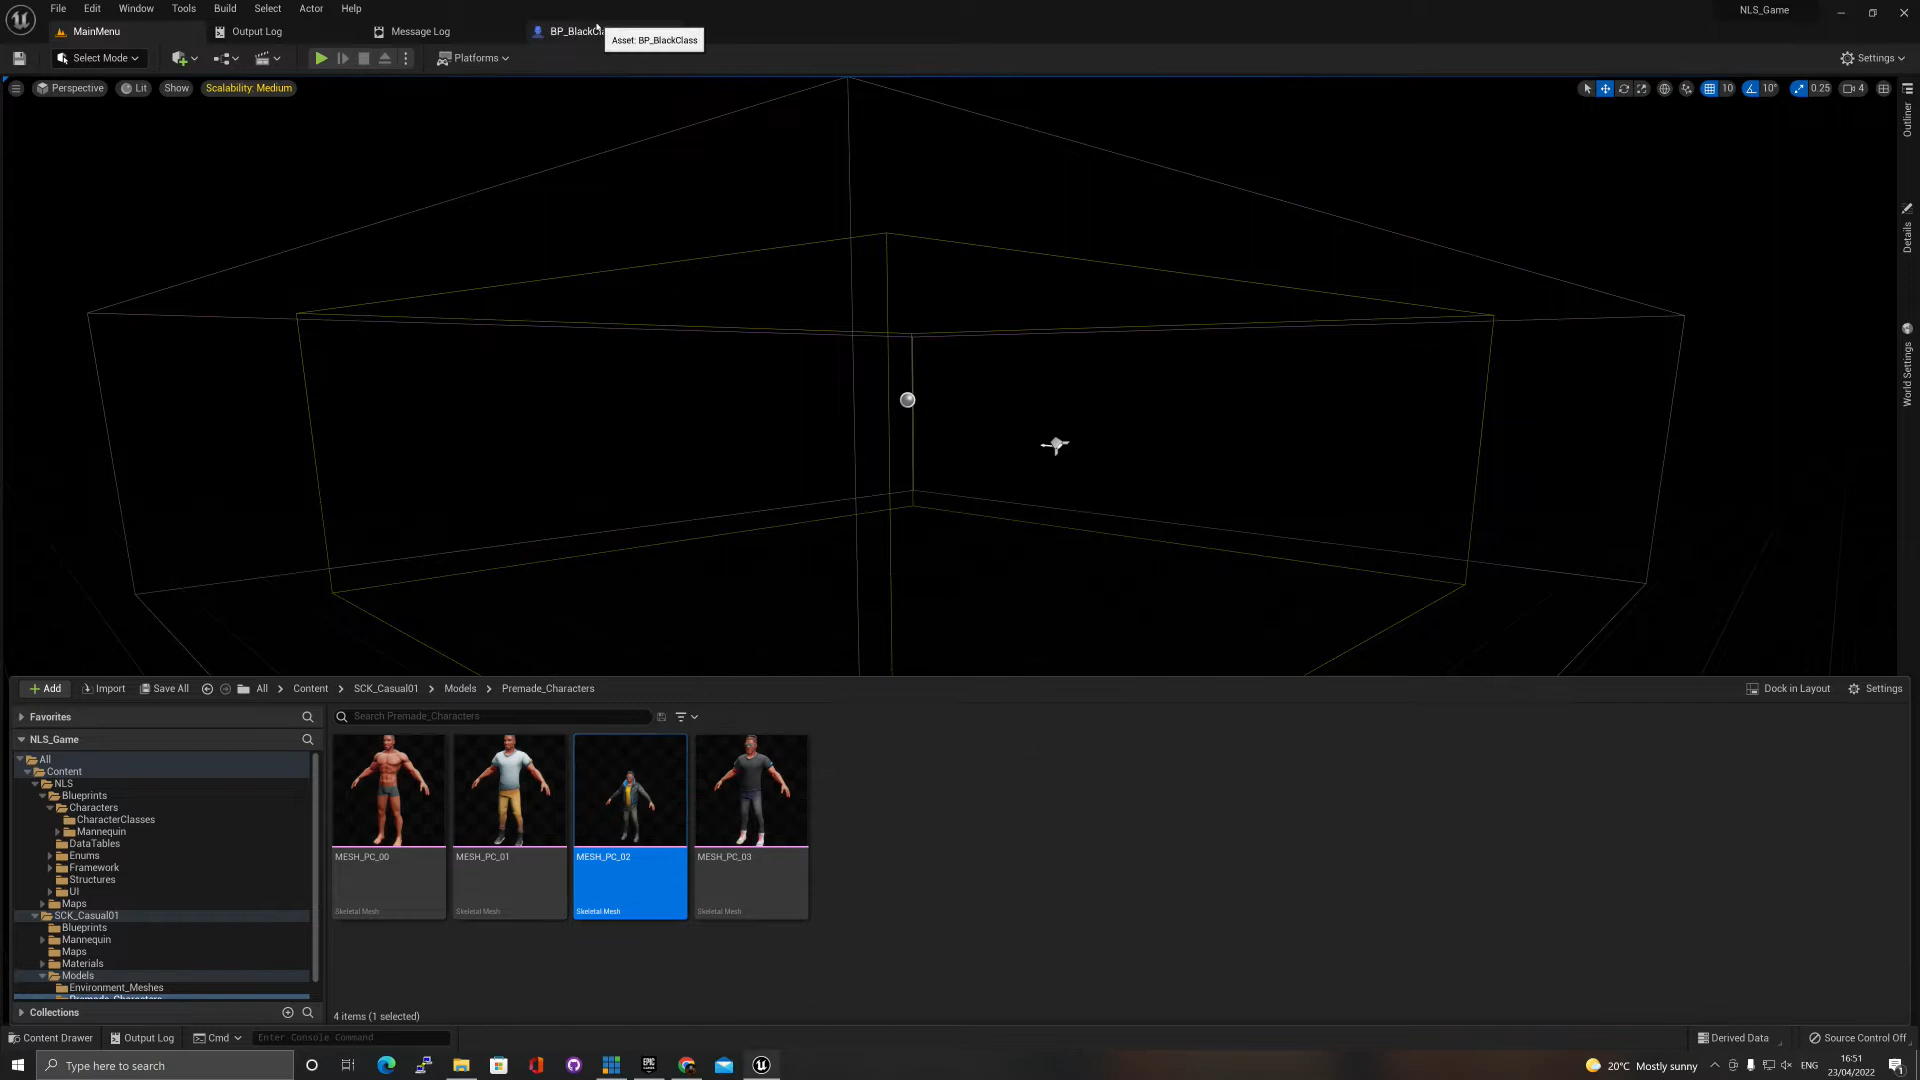 File Edit Window Tools Build Select Actor Help
NLS_Game
MainMenu Output Log Message Log BP_BlackCla
Asset: BP_BlackClass
Select Mode Platforms Settings
Perspective Lit Show Scalability: Medium 10 10° 0.25 4
Outliner
Details
World Settings
Add Import Save All All Content SCK_Casual01 Models Premade_Characters Dock in Layout Settings
Favorites
Search Premade_Characters
NLS_Game
All
Content
NLS
Blueprints
Characters
CharacterClasses
Mannequin
DataTables
Enums
Framework
Structures
UI
Maps
SCK_Casual01
Blueprints
Mannequin
Maps
Materials
Models
Environment_Meshes
Premade_Characters
MESH_PC_00 MESH_PC_01 MESH_PC_02 MESH_PC_03
Skeletal Mesh Skeletal Mesh Skeletal Mesh Skeletal Mesh
Collections
4 items (1 selected)
Content Drawer Output Log Cmd Enter Console Command Derived Data Source Control Off
Type here to search
EPIC GAMES
20°C Mostly sunny ENG
16:51
23/04/2022
1